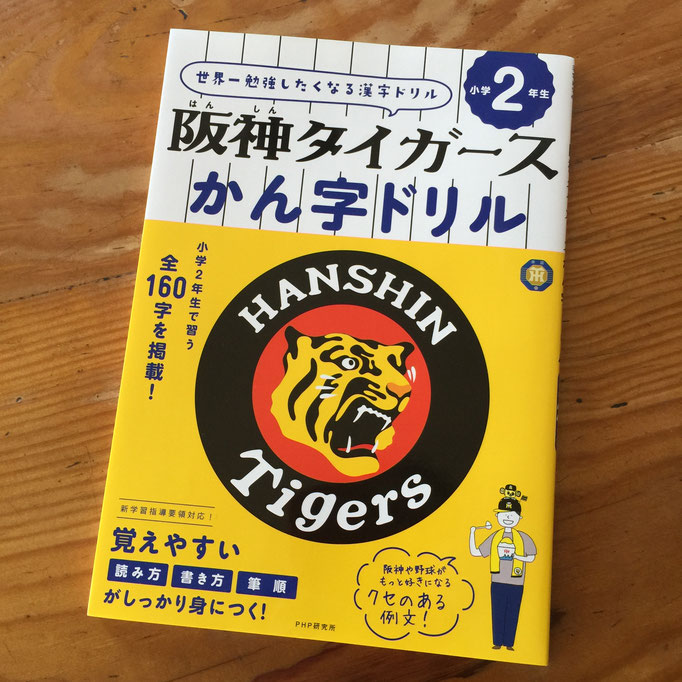 世界一勉強したくなる漢字ドリル
小学2年生
はん しん
阪神タイガース
かん字ドリル
小学2年生で習う
全160字を掲載!
HANSHIN
Tigers
新学習指導要領対応!
覚えやすい
読み方 書き方 筆順
がしっかり身につく!
阪神や野球が
もっと好きになる
クセのある
例文!
PHP研究所